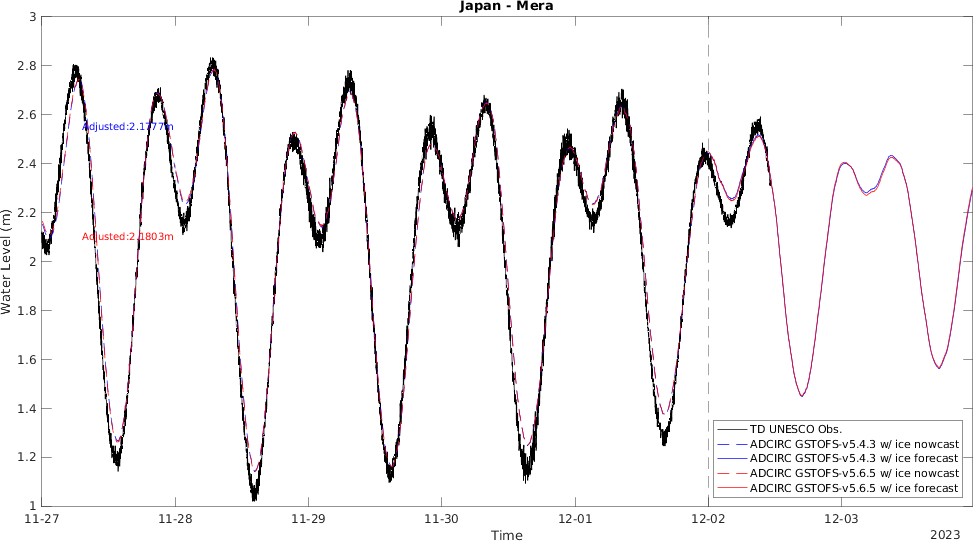 Japan - Mera
3
2.8
2.6
2.4
2.2
2
1.8
1.6
1.4
1.2
1
Water Level (m)
Adjusted:2.1777m
Adjusted:2.1803m
TD UNESCO Obs.
ADCIRC GSTOFS-v5.4.3 w/ ice nowcast
ADCIRC GSTOFS-v5.4.3 w/ ice forecast
ADCIRC GSTOFS-v5.6.5 w/ ice nowcast
ADCIRC GSTOFS-v5.6.5 w/ ice forecast
11-27 11-28 11-29 11-30 12-01 12-02 12-03
Time
2023